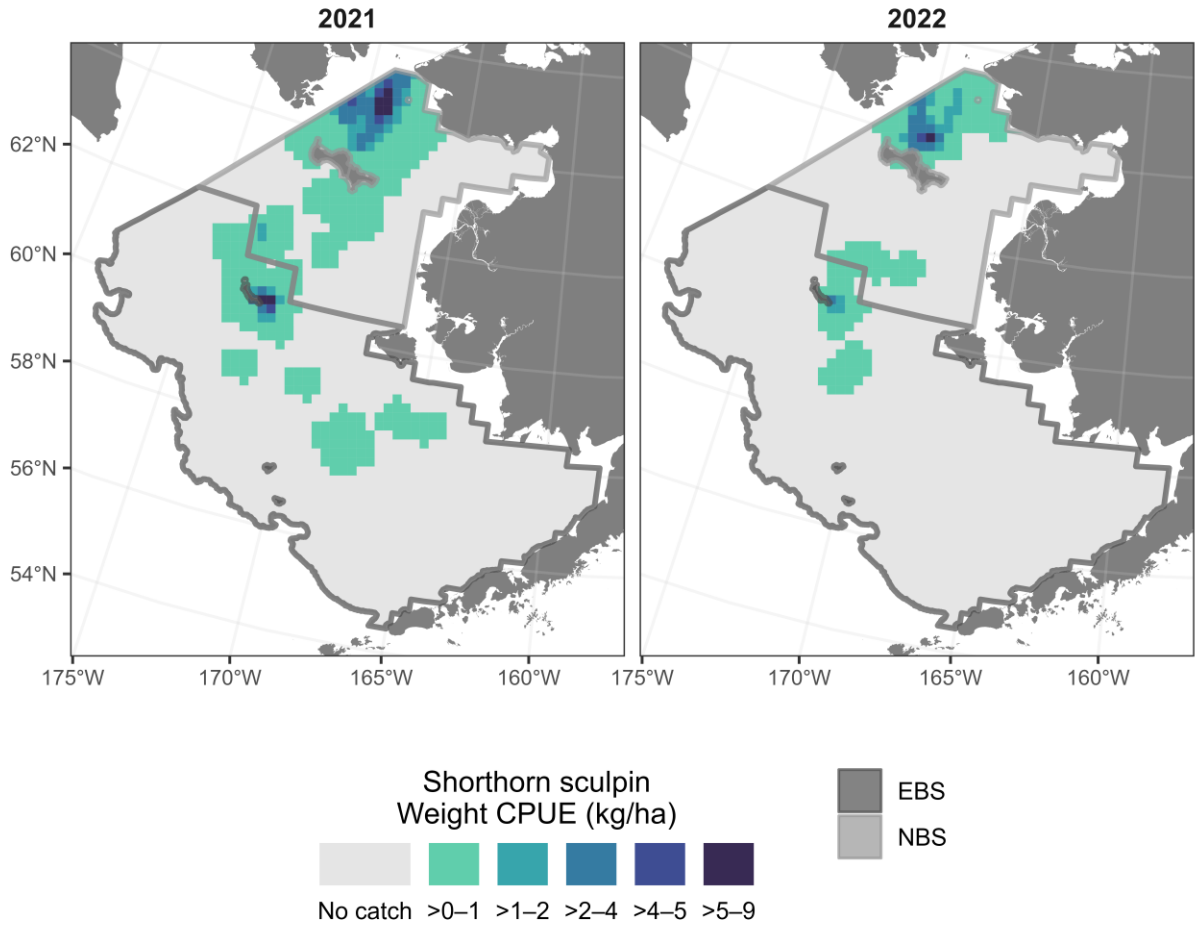 2021
2022
62°N
60°N
58°N
56°N
54°N
175°W
170°W
165°W
160°W
175°W
170°W
165°W
160°W
Shorthorn sculpin
Weight CPUE (kg/ha)
No catch
>0–1
>1–2
>2–4
>4–5
>5–9
EBS
NBS